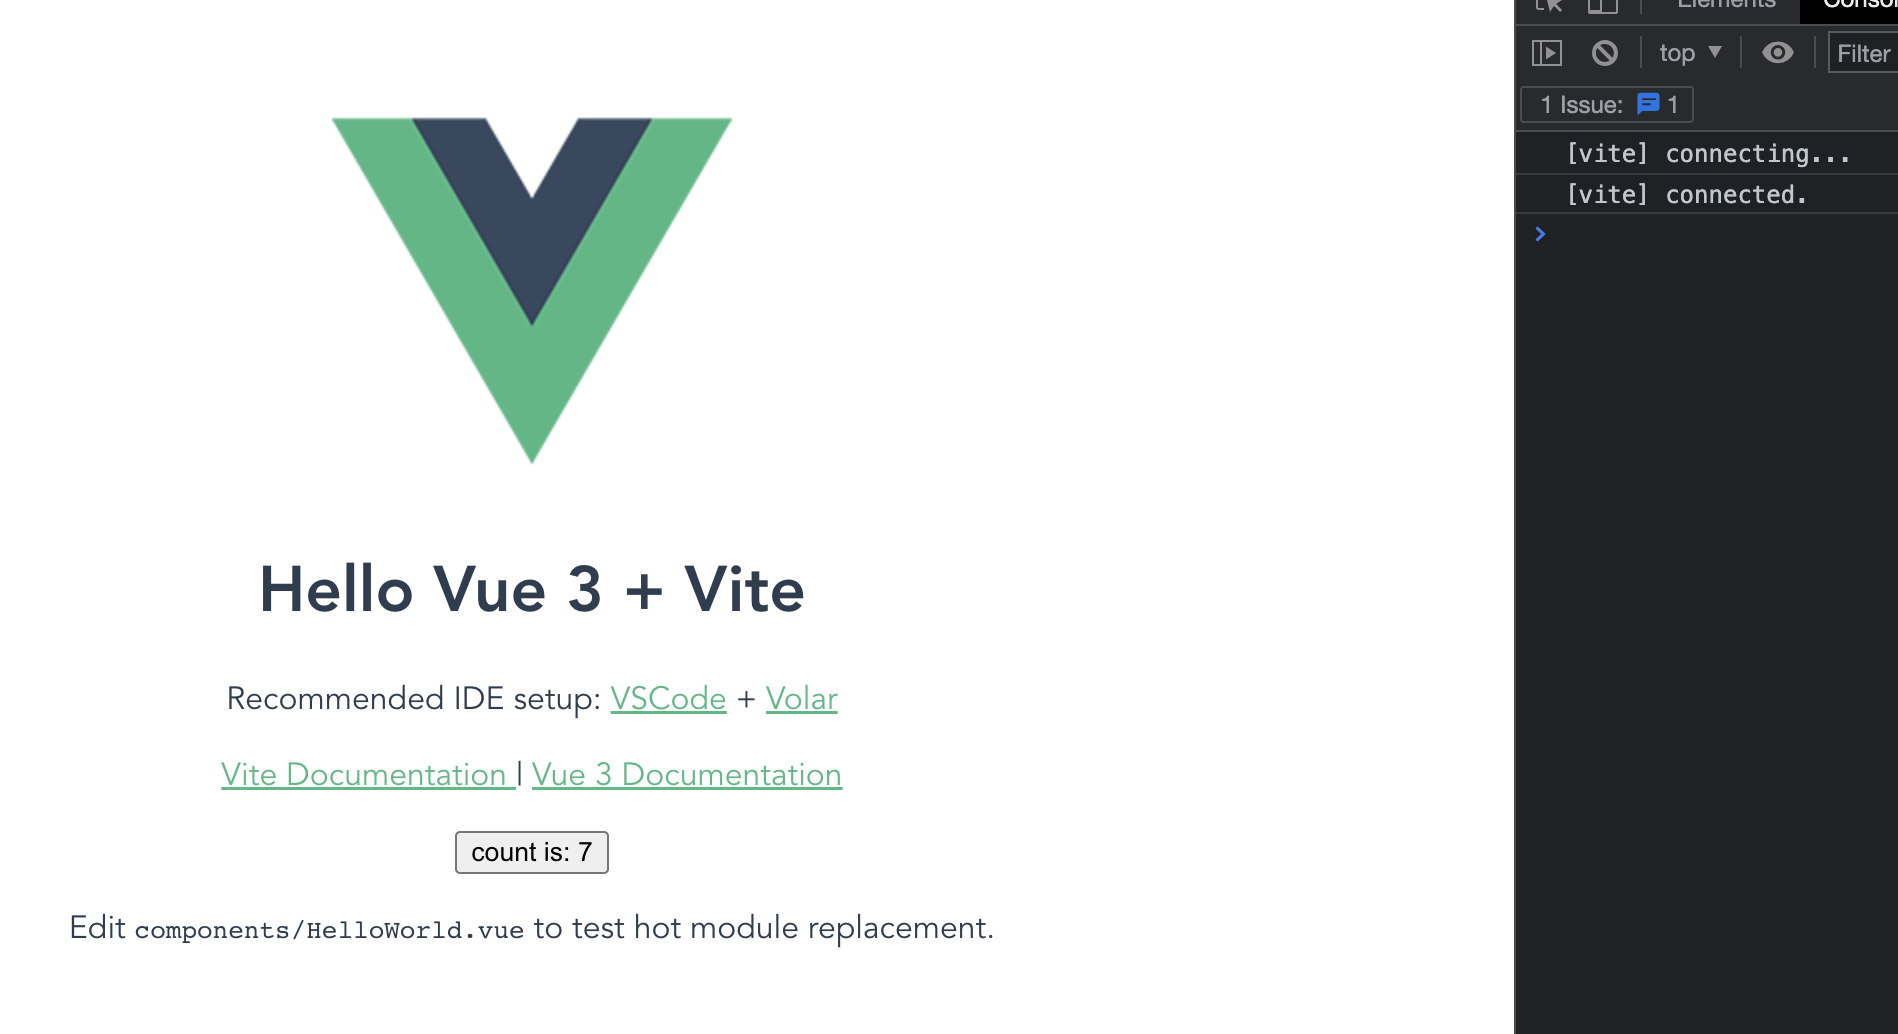 Hello Vue 3 + Vite
Recommended IDE setup: VSCode + Volar
Vite Documentation | Vue 3 Documentation
count is: 7
Edit components/HelloWorld.vue to test hot module replacement.
Elements
top ▼
Filter
1 Issue: 1
[vite] connecting...
[vite] connected.